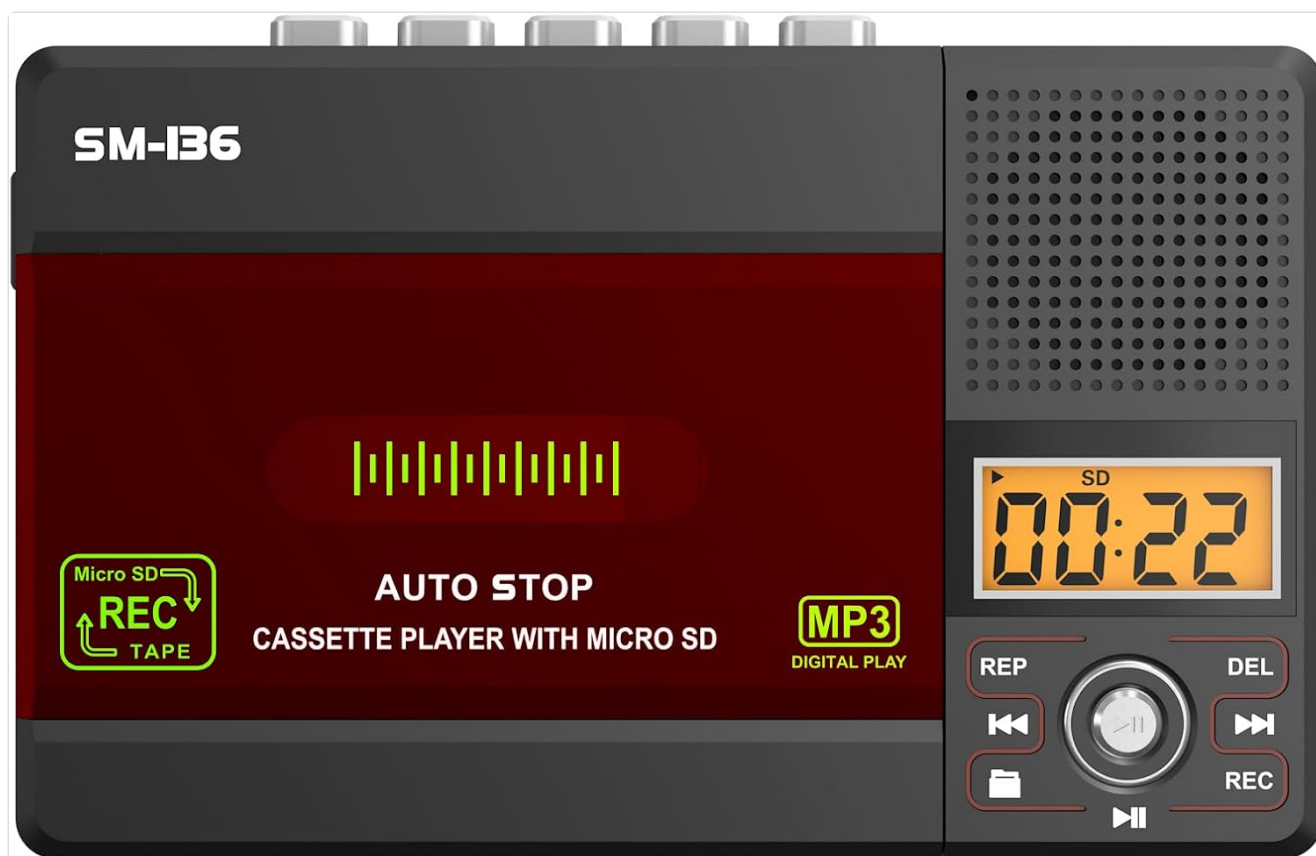 SM-136
SD
00:22
Micro SD
REC
TAPE
AUTO STOP
CASSETTE PLAYER WITH MICRO SD
MP3
DIGITAL PLAY
REP
DEL
REC